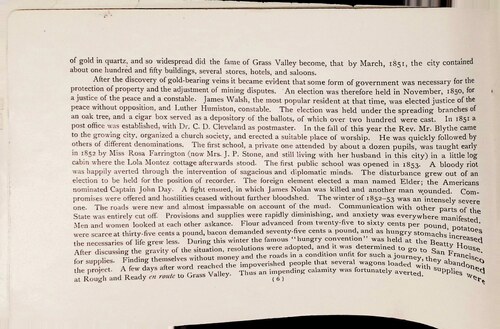 of gold in quartz, and so widespread did the fame of Grass Valley become, that by March, 1851, the city contained
about one hundred and fifty buildings, several stores, hotels, and saloons.
After the discovery of gold-bearing veins it became evident that some form of government was necessary for the
protection of property and the adjustment of mining disputes. An election was therefore held in November, 1850, for
a justice of the peace and a constable. James Walsh, the most popular resident at that time, was elected justice of the
peace without opposition, and Luther Humiston, constable. The election was held under the spreading branches of
an oak tree, and a cigar box served as a depository of the ballots, of which over two hundred were cast. In 1851 a
post office was established, with Dr. C. D. Cleveland as postmaster. In the fall of this year the Rev. Mr. Blythe came
to the growing city, organized a church society, and erected a suitable place of worship. He was quickly followed by
others of different denominations. The first school, a private one attended by about a dozen pupils, was taught early
in 1852 by Miss Rosa Farrington (now Mrs. J. P. Stone, and still living with her husband in this city) in a little log
cabin where the Lola Montez cottage afterwards stood. The first public school was opened in 1853. A bloody riot
was happily averted through the intervention of sagacious and diplomatic minds. The disturbance grew out of an
election to be held for the position of recorder. The foreign element elected a man named Elder; the Americans
nominated Captain John Day. A fight ensued, in which James Nolan was killed and another man wounded. Com-
promises were offered and hostilities ceased without farther bloodshed. The winter of 1852-53 was an intensely severe
one. The roads were new and almost impassable on account of the mud. Communication with other parts of the
State was entirely cut off. Provisions and supplies were rapidly diminishing, and anxiety was everywhere manifested.
Men and women looked at each other askance. Flour advanced from twenty-five to sixty cents per pound, potatoes
were scarce at thirty-five cents a pound, bacon demanded seventy-five cents a pound, and as hungry stomachs increased
the necessaries of life grew less. During this winter the famous "hungry convention" was held at the Beatty House.
After discussing the gravity of the situation, resolutions were adopted, and it was determined to go to San Francisco
for supplies. Finding themselves without money and the roads in a condition unfit for such a journey, they abandoned
the project. A few days after word reached the impoverished people that several wagons loaded with supplies were
at Rough and Ready en route to Grass Valley. Thus an impending calamity was fortunately averted.
(6)